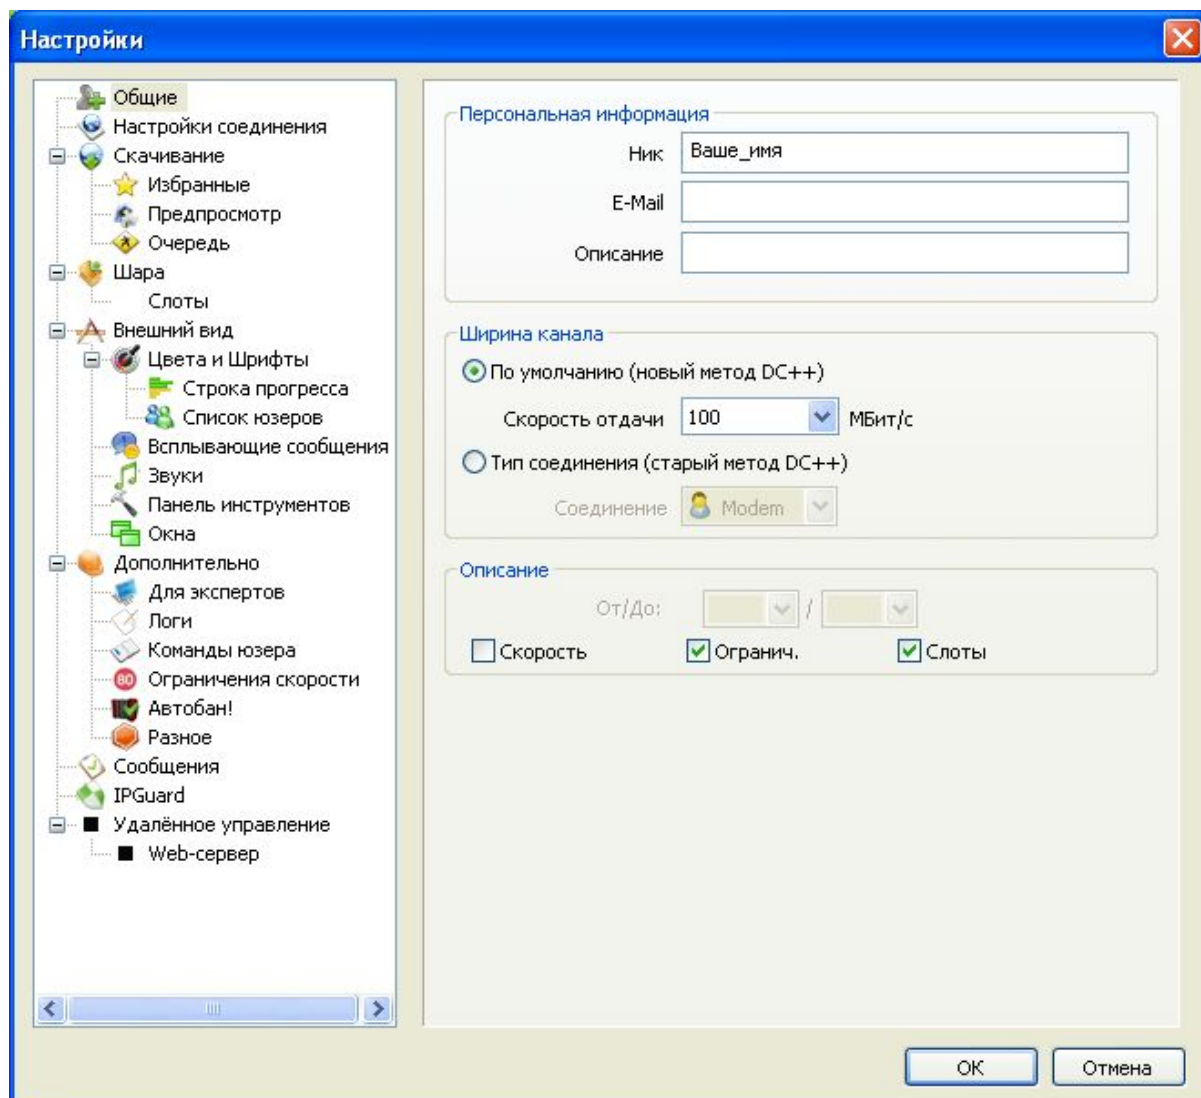 Настройки
Общие
Настройки соединения
Скачивание
Избранные
Предпросмотр
Очередь
Шара
Слоты
Внешний вид
Цвета и Шрифты
Строка прогресса
Список юзеров
Всплывающие сообщения
Звуки
Панель инструментов
Окна
Дополнительно
Для экспертов
Логи
Команды юзера
80 Ограничения скорости
Автобан!
Разное
Сообщения
IPGuard
Удалённое управление
Web-сервер
Персональная информация
Ник Ваше_имя
E-Mail
Описание
Ширина канала
По умолчанию (новый метод DC++)
Скорость отдачи 100 МБит/с
Тип соединения (старый метод DC++)
Соединение Modem
Описание
От/До: /
Скорость Огранич. Слоты
OK Отмена